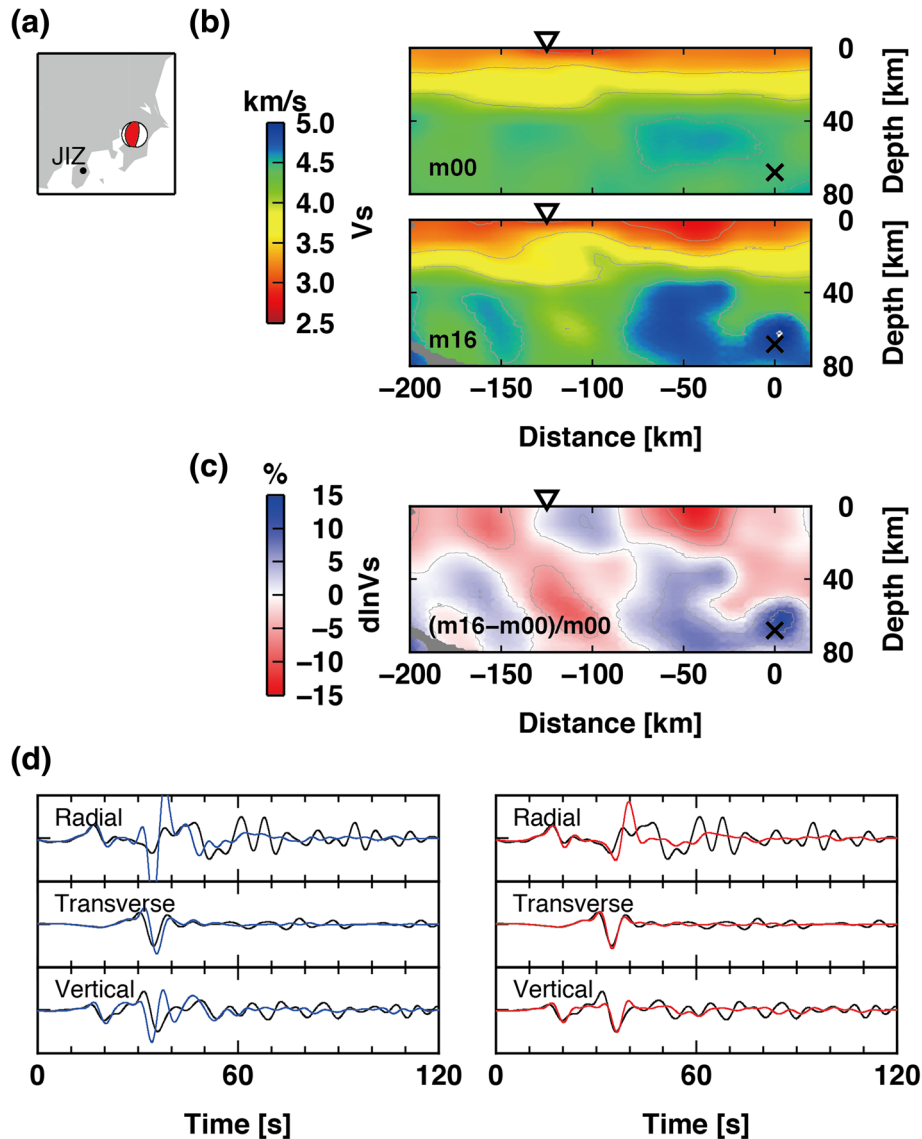 (a)
JIZ
(b)
km/s
5.0
4.5
4.0
3.5
3.0
2.5
Vs
m00
0
40
80
Depth [km]
m16
0
40
80
Depth [km]
−200 −150 −100 −50 0
Distance [km]
(c)
%
15
10
5
0
−5
−10
−15
dlnVs
(m16−m00)/m00
0
40
80
Depth [km]
−200 −150 −100 −50 0
Distance [km]
(d)
Radial
Transverse
Vertical
0 60 120
Time [s]
Radial
Transverse
Vertical
0 60 120
Time [s]